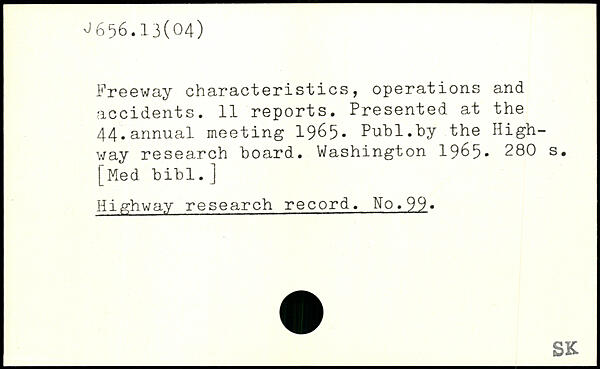 J656.13(04)
Freeway characteristics, operations and
accidents. 11 reports. Presented at the
44.annual meeting 1965. Publ.by the High-
way research board. Washington 1965. 280 s.
[Med bibl.]
Highway research record. No.99.
SK